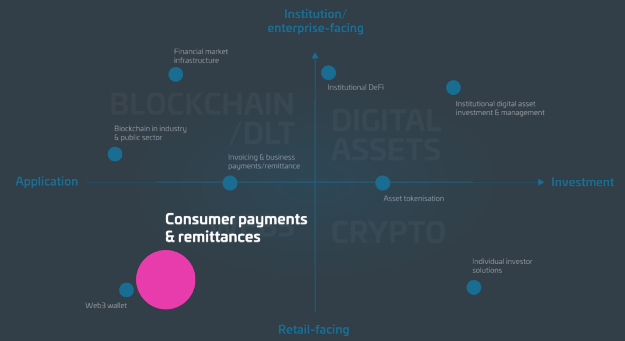 Institution/
enterprise-facing
Financial market
infrastructure
Institutional DeFi
Institutional digital asset
investment & management
BLOCKCHAIN
/DLT
DIGITAL
ASSETS
Blockchain in industry
& public sector
Invoicing & business
payments/remittance
Application
Investment
Asset tokenisation
Consumer payments
& remittances
CRYPTO
Individual investor
solutions
Web3 wallet
Retail-facing